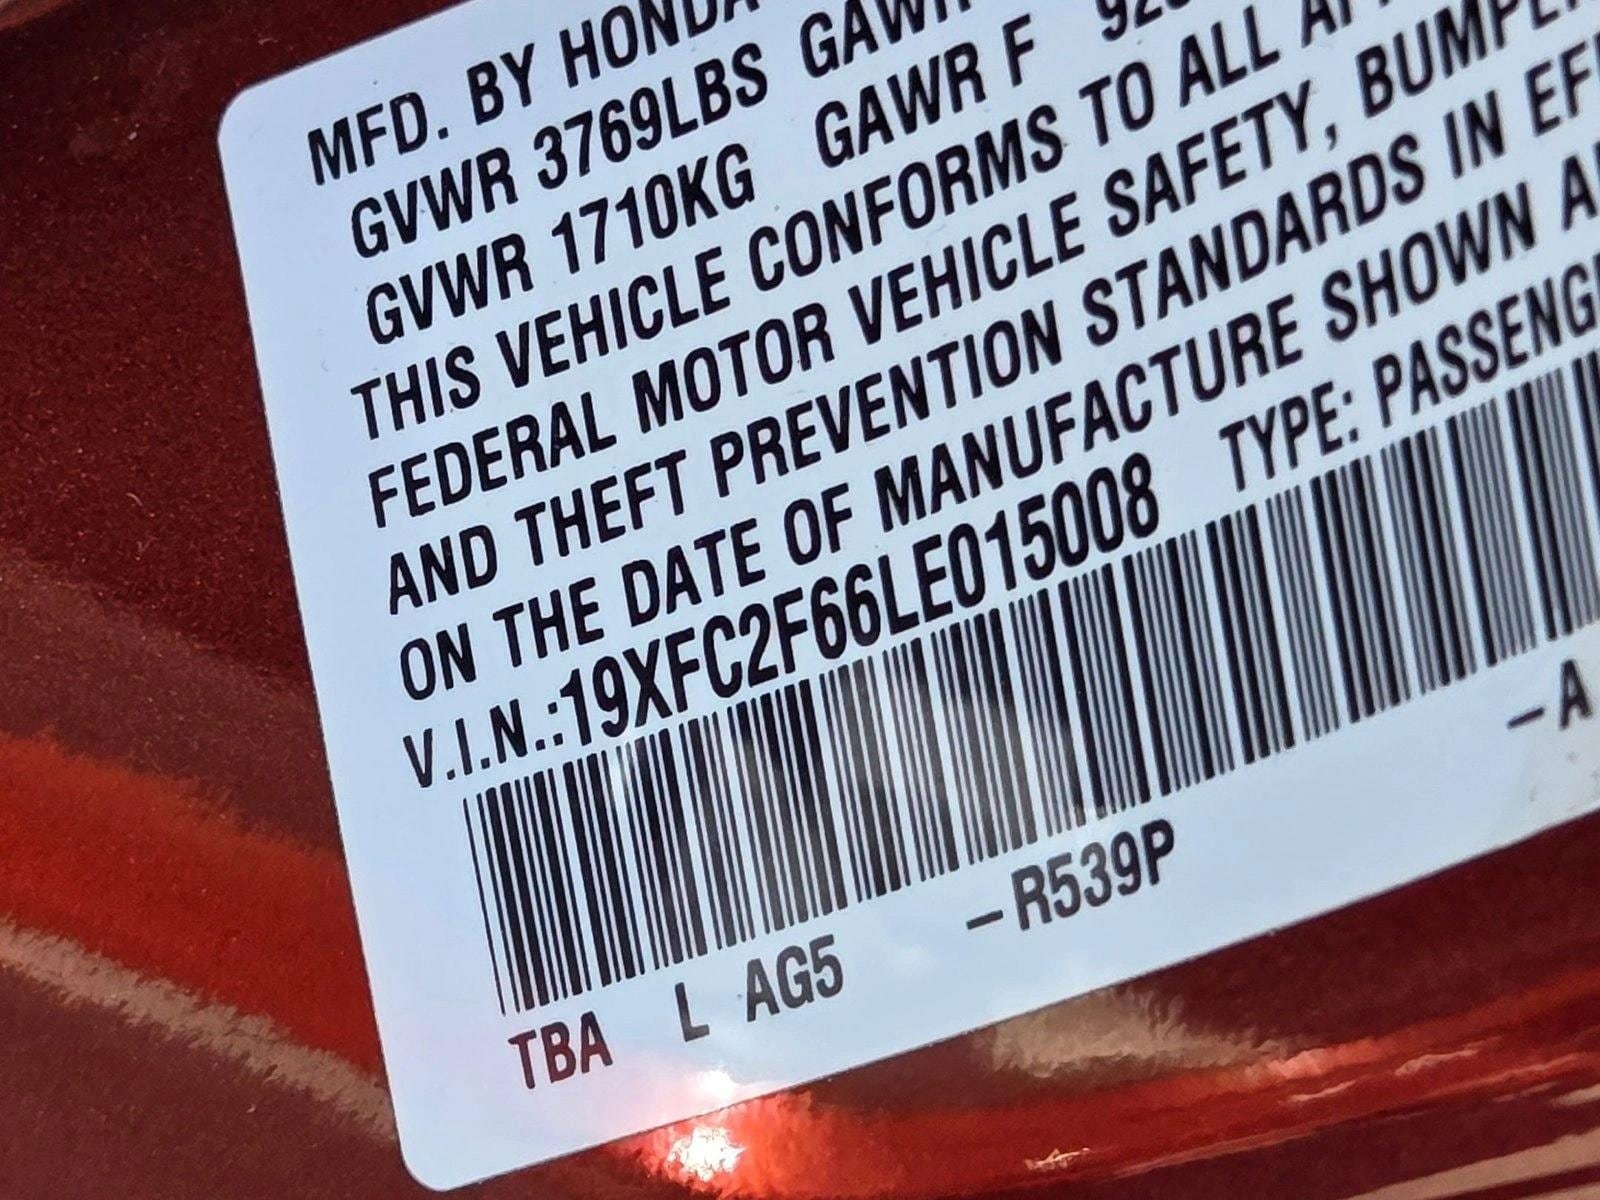 MFD. BY HONDA
GVWR 3769LBS GAWR
GVWR 1710KG GAWR F
THIS VEHICLE CONFORMS TO ALL
FEDERAL MOTOR VEHICLE SAFETY, BUMPER
AND THEFT PREVENTION STANDARDS IN EF
ON THE DATE OF MANUFACTURE SHOWN A
V.I.N.:19XFC2F66LE015008 TYPE: PASSENG
TBA L AG5 –R539P –A